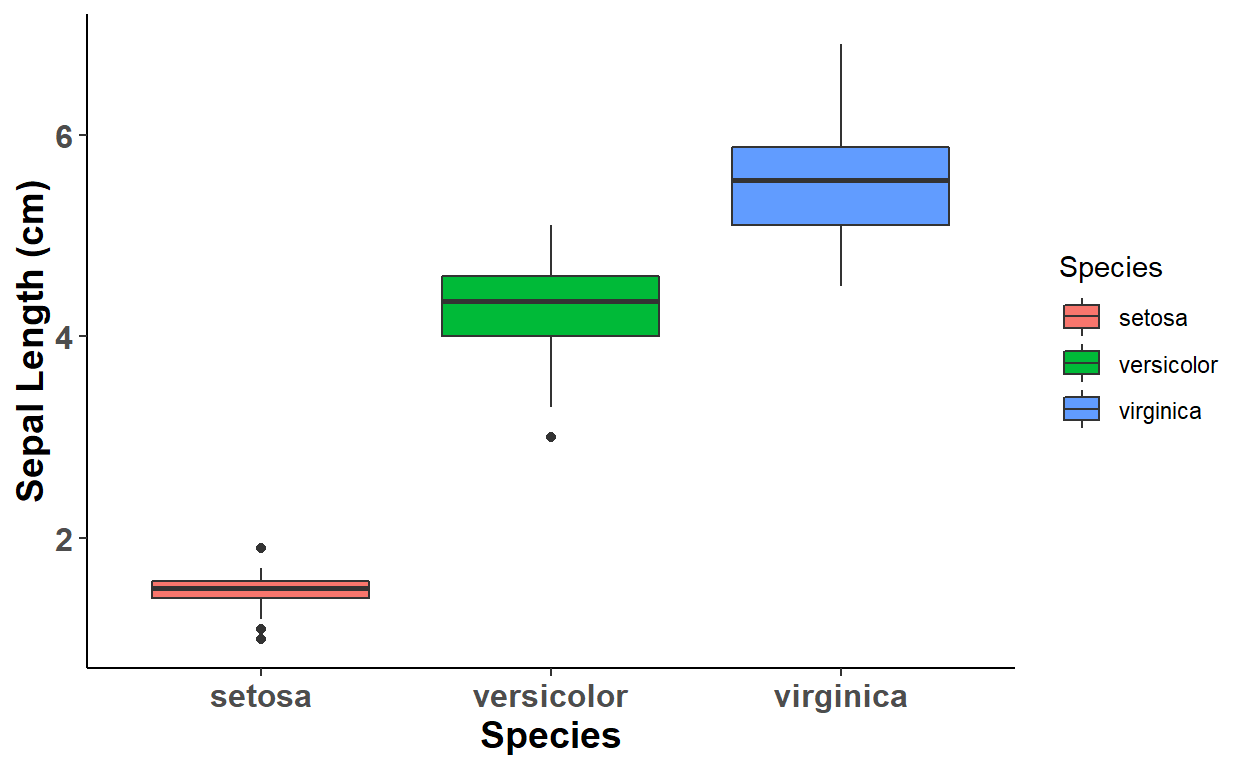 Sepal Length (cm)
6
4
2
setosa versicolor virginica
Species
Species
setosa
versicolor
virginica